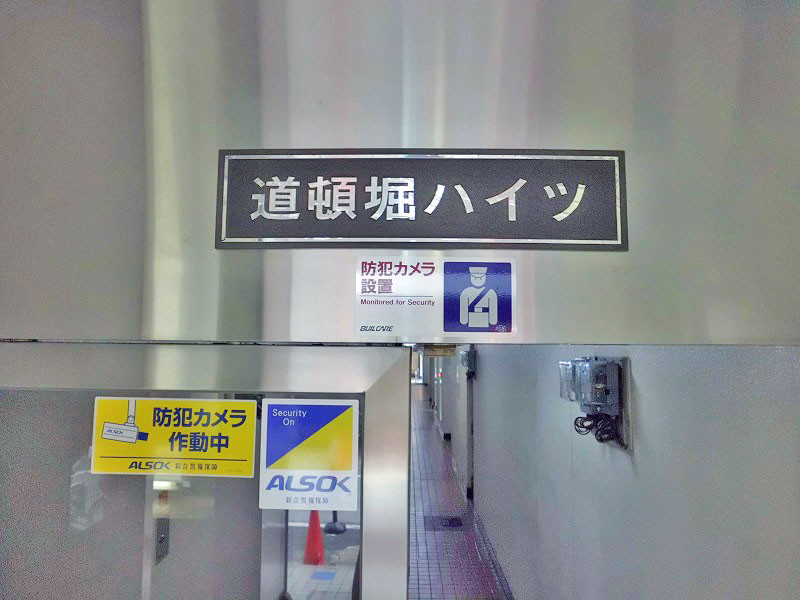 道頓堀ハイツ
防犯カメラ
設置
Monitored for Security
BUILCARE
防犯カメラ
作動中
ALSOK
ALSOK 綜合警備保障
Security
On
ALSOK
綜合警備保障